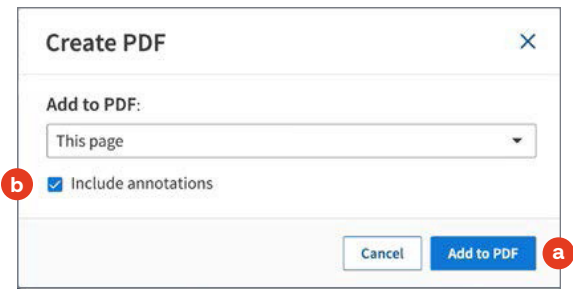 Create PDF
Add to PDF:
This page
b Include annotations
Cancel Add to PDF a